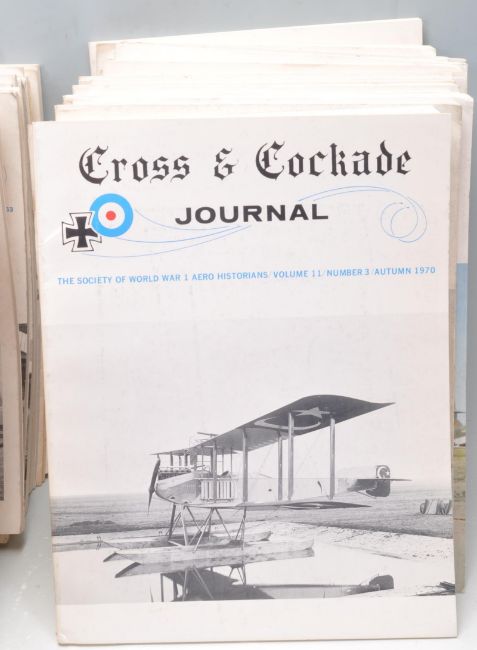 Cross & Cockade
JOURNAL
THE SOCIETY OF WORLD WAR 1 AERO HISTORIANS/VOLUME 11/NUMBER 3/AUTUMN 1970